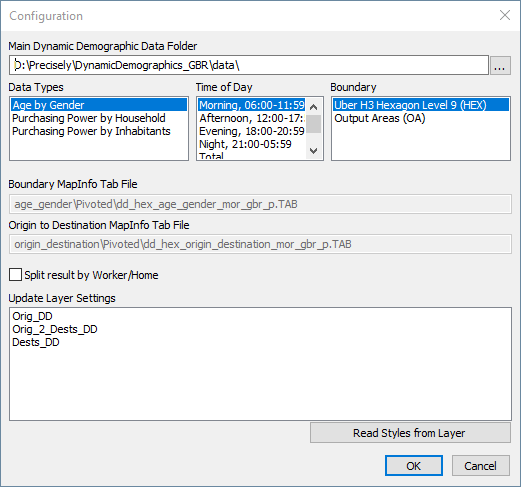 Configuration
Main Dynamic Demographic Data Folder
D:\Precisely\DynamicDemographics_GBR\data\
...
Data Types
Time of Day
Boundary
Age by Gender
Purchasing Power by Household
Purchasing Power by Inhabitants
Morning, 06:00-11:59
Afternoon, 12:00-17:
Evening, 18:00-20:59
Night, 21:00-05:59
Total
Uber H3 Hexagon Level 9 (HEX)
Output Areas (OA)
Boundary MapInfo Tab File
age_gender\Pivoted\dd_hex_age_gender_mor_gbr_p.TAB
Origin to Destination MapInfo Tab File
origin_destination\Pivoted\dd_hex_origin_destination_mor_gbr_p.TAB
Split result by Worker/Home
Update Layer Settings
Orig_DD
Orig_2_Dests_DD
Dests_DD
Read Styles from Layer
OK
Cancel